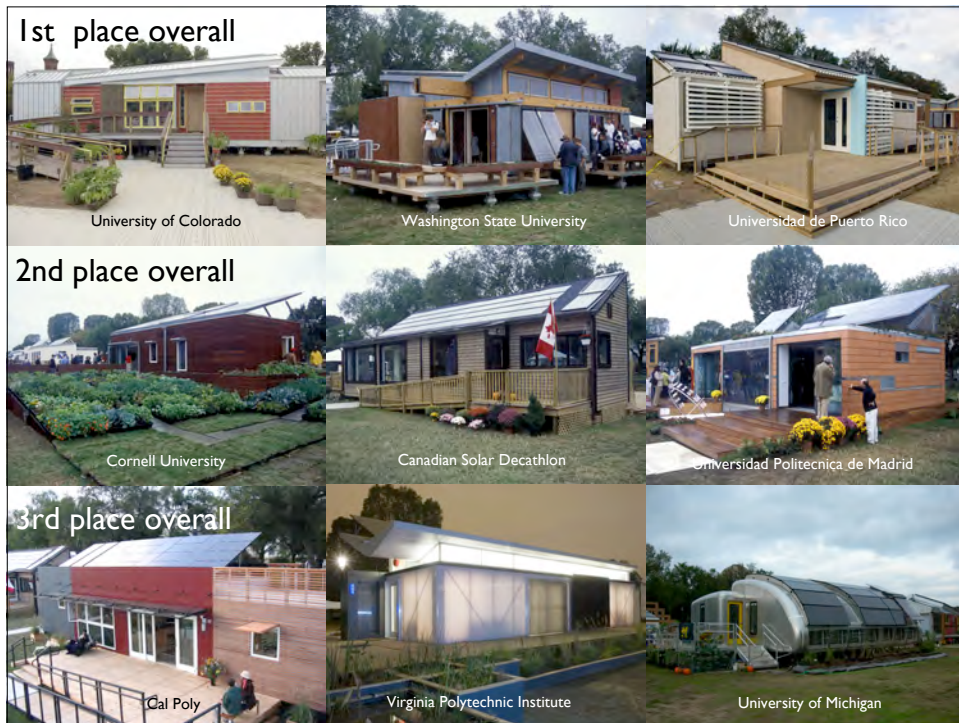 1st place overall
University of Colorado
Washington State University
Universidad de Puerto Rico
2nd place overall
Cornell University
Canadian Solar Decathlon
Universidad Politecnica de Madrid
3rd place overall
Cal Poly
Virginia Polytechnic Institute
University of Michigan